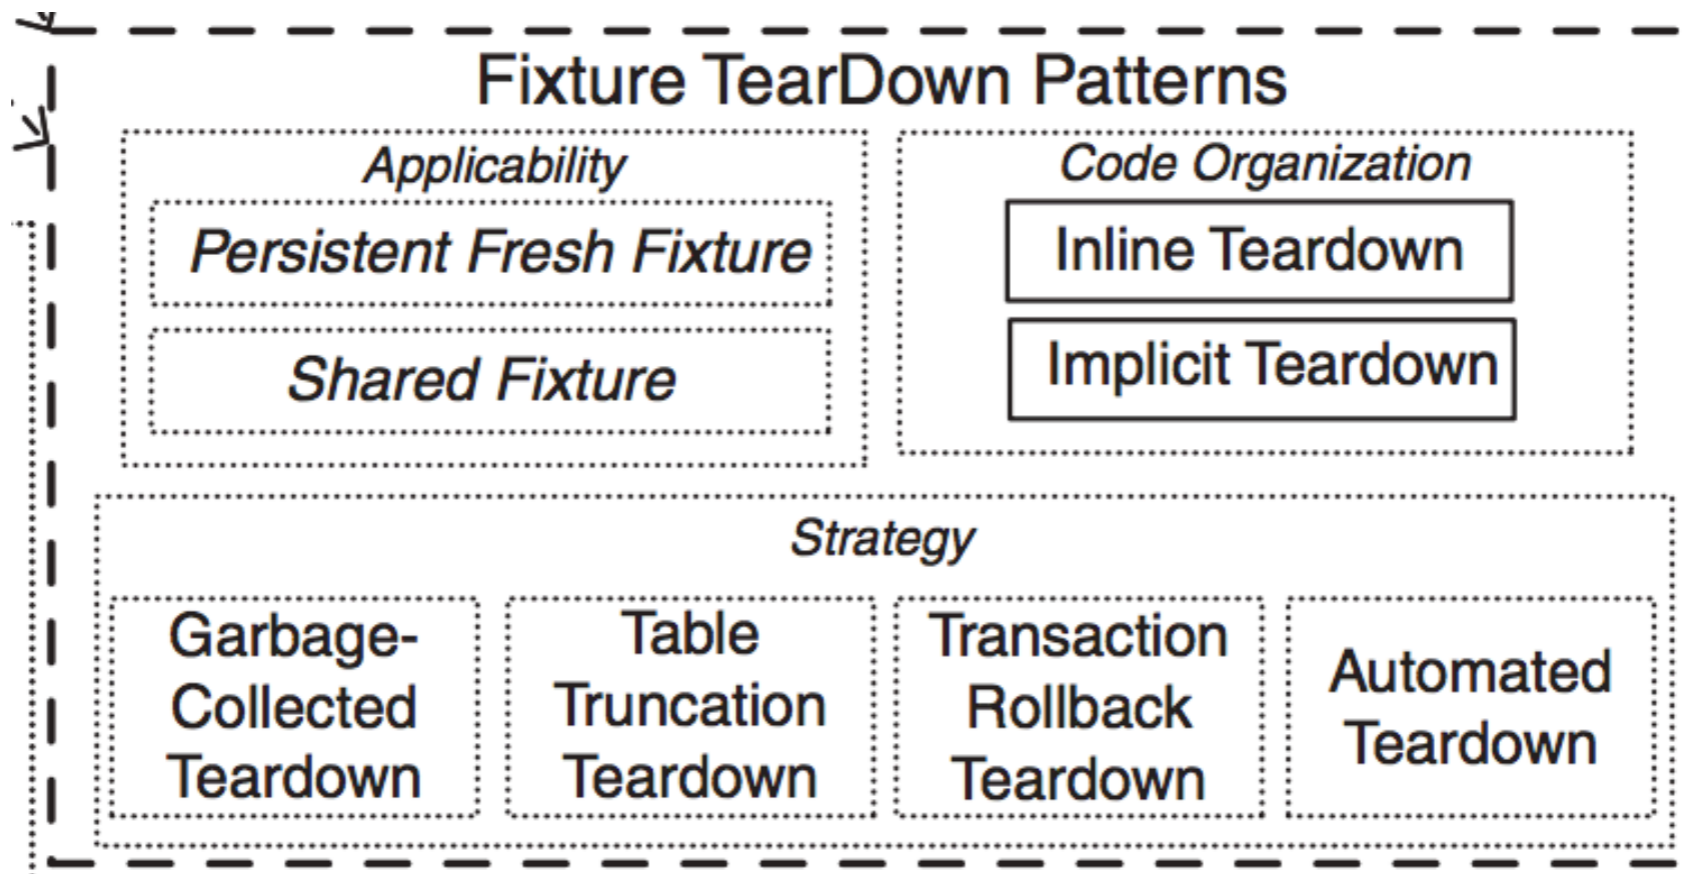 Fixture TearDown Patterns
Applicability
Persistent Fresh Fixture
Shared Fixture
Code Organization
Inline Teardown
Implicit Teardown
Strategy
Garbage-
Collected
Teardown
Table
Truncation
Teardown
Transaction
Rollback
Teardown
Automated
Teardown